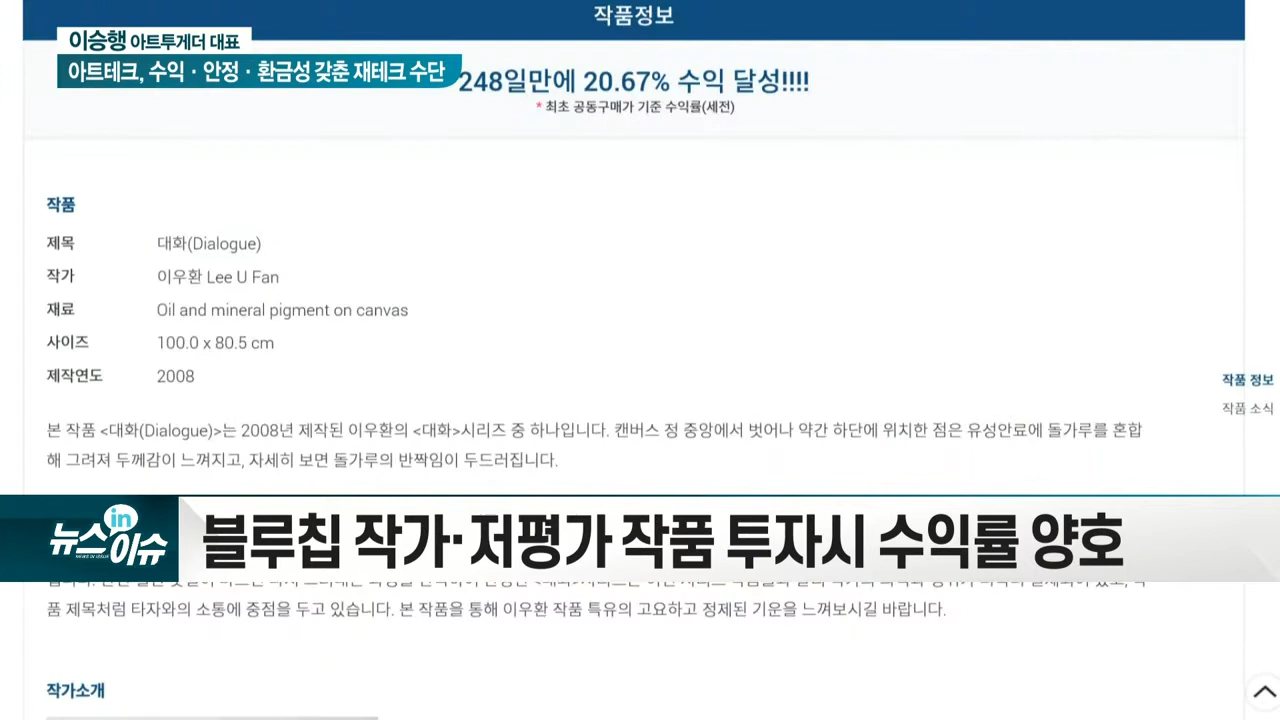 작품정보
이승행 아트투게더 대표
아트테크, 수익·안정·환금성 갖춘 재테크 수단
248일만에 20.67% 수익 달성!!!!
* 최초 공동구매가 기준 수익률(세전)
작품
제목 대화(Dialogue)
작가 이우환 Lee U Fan
재료 Oil and mineral pigment on canvas
사이즈 100.0 x 80.5 cm
제작연도 2008
작품 정보
작품 소식
본 작품 <대화(Dialogue)>는 2008년 제작된 이우환의 <대화>시리즈 중 하나입니다. 캔버스 정 중앙에서 벗어나 약간 하단에 위치한 점은 유성안료에 돌가루를 혼합
해 그려져 두께감이 느껴지고, 자세히 보면 돌가루의 반짝임이 두드러집니다.
뉴스in이슈
NEWS IN ISSUE
블루칩 작가·저평가 작품 투자시 수익률 양호
품 제목처럼 타자와의 소통에 중점을 두고 있습니다. 본 작품을 통해 이우환 작품 특유의 고요하고 정제된 기운을 느껴보시길 바랍니다.
작가소개